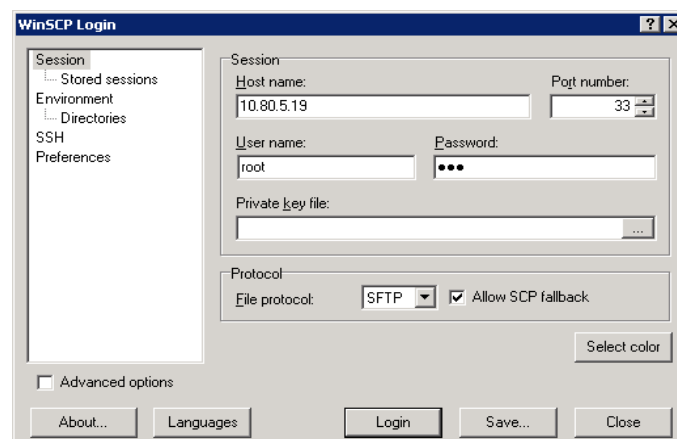 WinSCP Login
Session
Stored sessions
Environment
Directories
SSH
Preferences
Session
Host name:
Port number:
10.80.5.19
33
User name:
Password:
root
●●●
Private key file:
...
Protocol
File protocol:
SFTP
Allow SCP fallback
Select color
Advanced options
About...
Languages
Login
Save...
Close